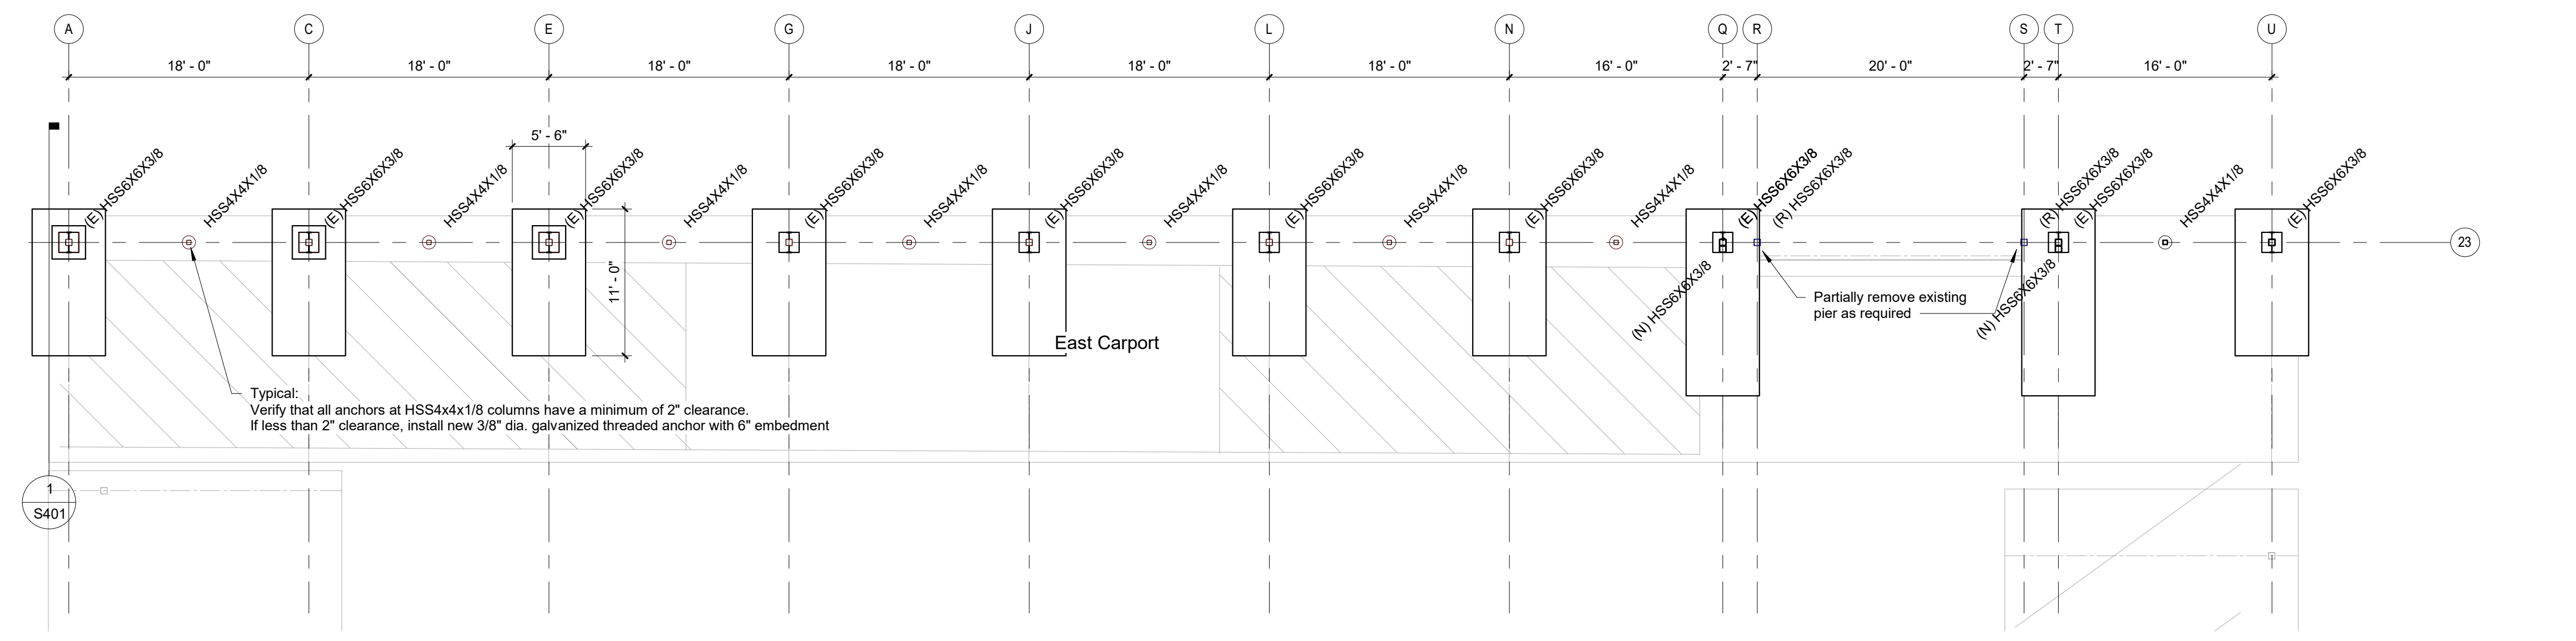 A
C
E
G
J
L
N
Q
R
S
T
U
18' - 0"
18' - 0"
18' - 0"
18' - 0"
18' - 0"
18' - 0"
16' - 0"
2' - 7"
20' - 0"
2' - 7"
16' - 0"
5' - 6"
(E) HSS6X6X3/8
HSS4X4X1/8
(E) HSS6X6X3/8
HSS4X4X1/8
(E) HSS6X6X3/8
HSS4X4X1/8
(E) HSS6X6X3/8
HSS4X4X1/8
(E) HSS6X6X3/8
HSS4X4X1/8
(E) HSS6X6X3/8
HSS4X4X1/8
(E) HSS6X6X3/8
HSS4X4X1/8
(E) HSS6X6X3/8
(R) HSS6X6X3/8
(R) HSS6X6X3/8
(E) HSS6X6X3/8
HSS4X4X1/8
(E) HSS6X6X3/8
23
11' - 0"
(N) HSS6X6X3/8
(N) HSS6X6X3/8
Partially remove existing
pier as required
East Carport
Typical:
Verify that all anchors at HSS4x4x1/8 columns have a minimum of 2" clearance.
If less than 2" clearance, install new 3/8" dia. galvanized threaded anchor with 6" embedment
1
S401